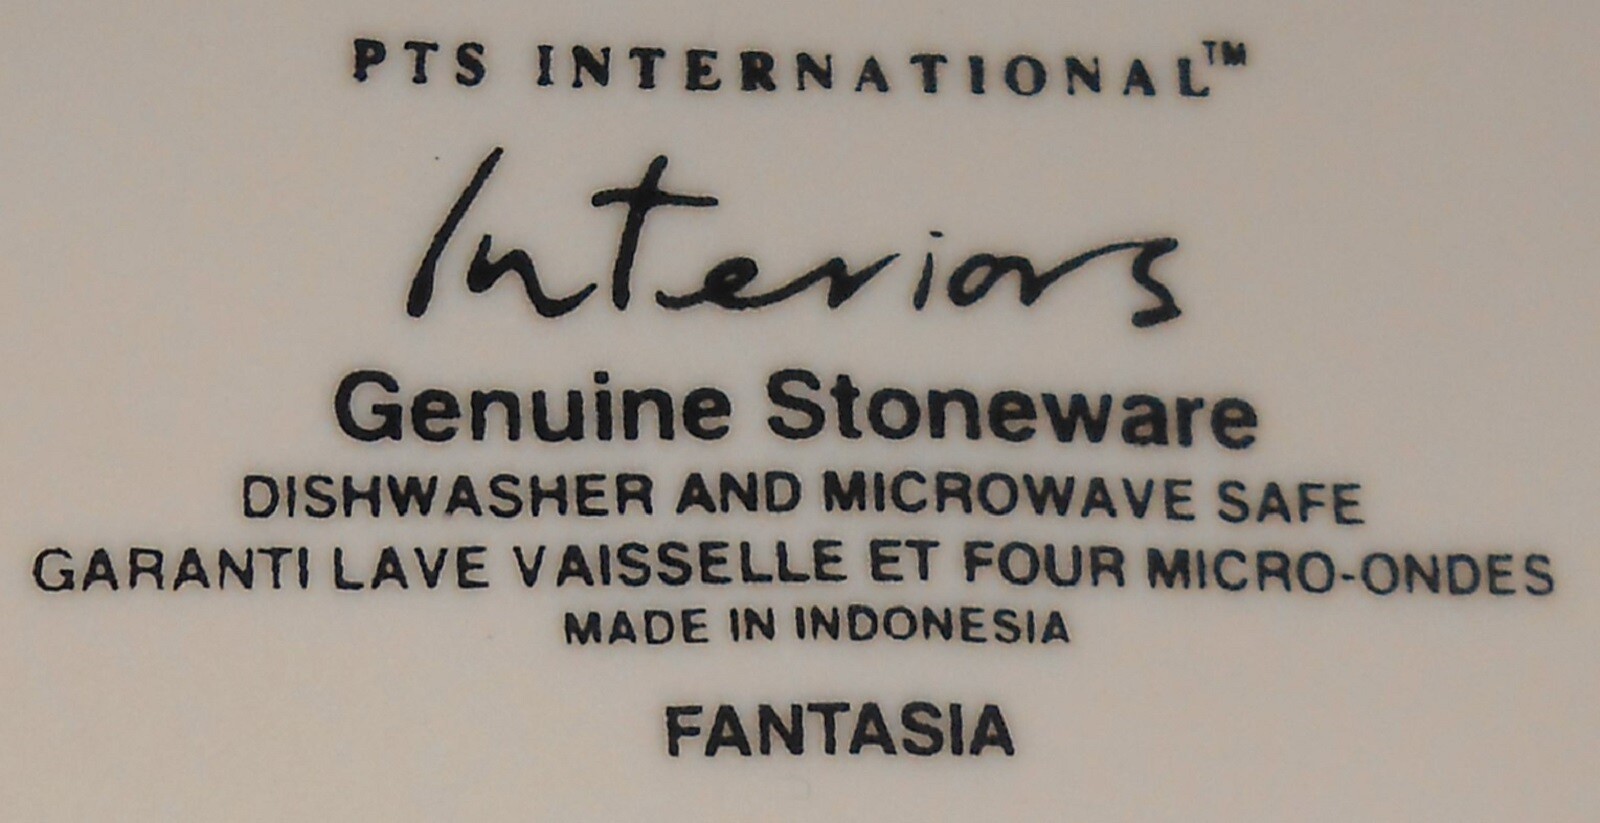 PTS INTERNATIONAL™
Interiors
Genuine Stoneware
DISHWASHER AND MICROWAVE SAFE
GARANTI LAVE VAISSELLE ET FOUR MICRO-ONDES
MADE IN INDONESIA
FANTASIA